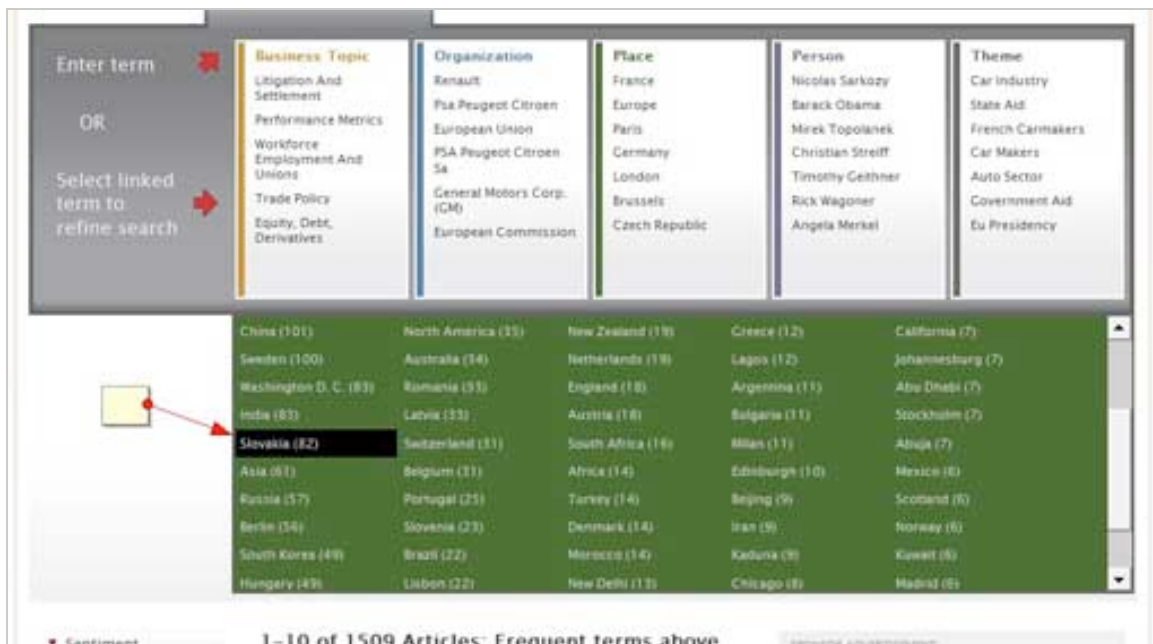 Enter term
OR
Select linked
term to
refine search
Business Topic
Litigation And
Settlement
Performance Metrics
Workforce
Employment And
Unions
Trade Policy
Equity, Debt,
Derivatives
Organization
Renault
Psa Peugeot Citroen
European Union
PSA Peugeot Citroen
Sa
General Motors Corp.
(GM)
European Commission
Place
France
Europe
Paris
Germany
London
Brussels
Czech Republic
Person
Nicolas Sarkozy
Barack Obama
Mirek Topolanek
Christian Streiff
Timothy Geithner
Rick Wagoner
Angela Merkel
Theme
Car Industry
State Aid
French Carmakers
Car Makers
Auto Sector
Government Aid
Eu Presidency
China (101) North America (35) New Zealand (19) Greece (12) California (7)
Sweden (100) Australia (34) Netherlands (19) Lagos (12) Johannesburg (7)
Washington D. C. (83) Romania (33) England (18) Argentina (11) Abu Dhabi (7)
India (83) Latvia (33) Austria (18) Bulgaria (11) Stockholm (7)
Slovakia (82) Switzerland (31) South Africa (16) Milan (11) Abuja (7)
Asia (61) Belgium (31) Africa (14) Edinburgh (10) Mexico (6)
Russia (57) Portugal (25) Turkey (14) Beijing (9) Scotland (6)
Berlin (56) Slovenia (23) Denmark (14) Iran (9) Norway (6)
South Korea (49) Brazil (22) Morocco (14) Kaduna (9) Kuwait (6)
Hungary (49) Lisbon (22) New Delhi (13) Chicago (8) Madrid (6)
Sentiment
1-10 of 1509 Articles: Frequent terms above